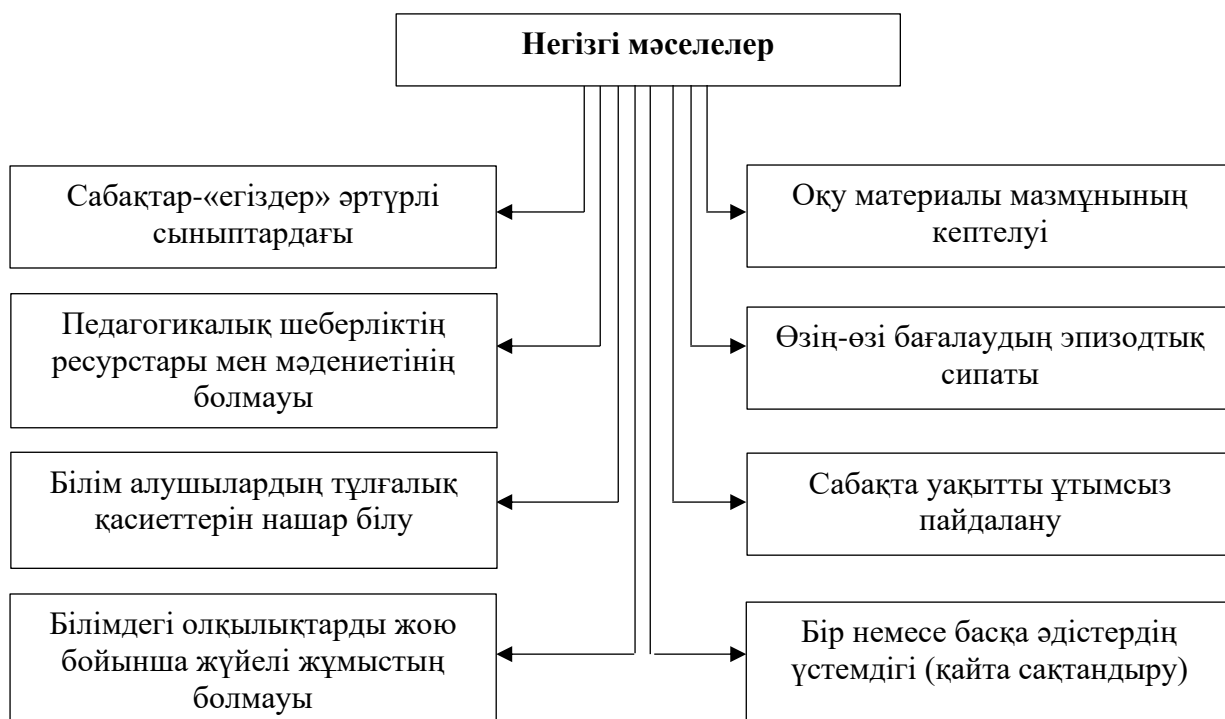 Негізгі мәселелер
Сабақтар-«егіздер» әртүрлі
сыныптардағы
Педагогикалық шеберліктің
ресурстары мен мәдениетінің
болмауы
Білім алушылардың тұлғалық
қасиеттерін нашар білу
Білімдегі олқылықтарды жою
бойынша жүйелі жұмыстың
болмауы
Оқу материалы мазмұнының
кептелуі
Өзің-өзі бағалаудың эпизодтық
сипаты
Сабақта уақытты ұтымсыз
пайдалану
Бір немесе басқа әдістердің
үстемдігі (қайта сақтандыру)